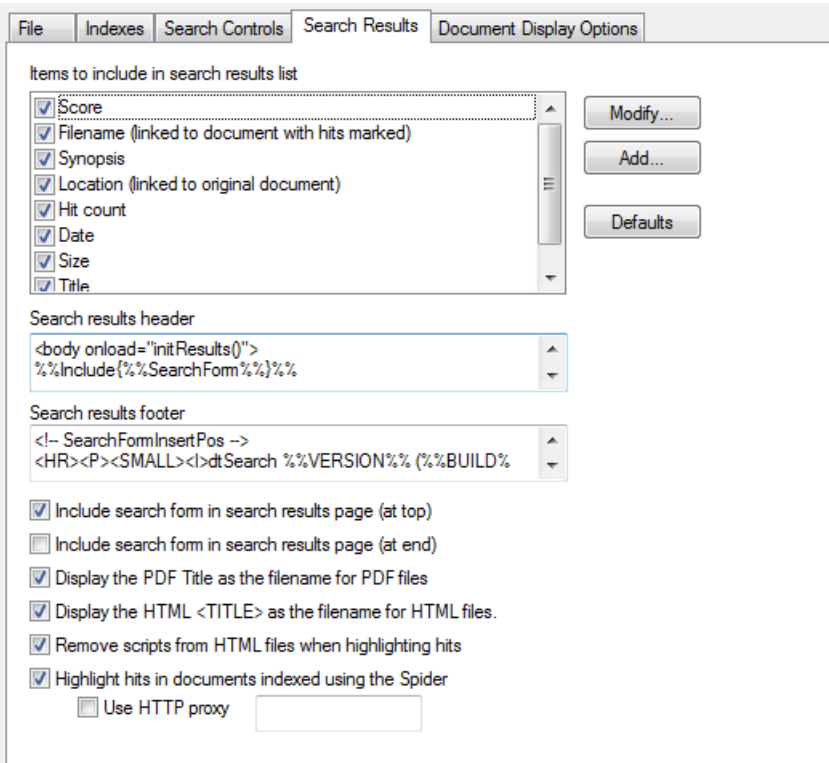 File Indexes Search Controls Search Results Document Display Options
Items to include in search results list
Score
Modify...
Filename (linked to document with hits marked)
Synopsis
Add...
Location (linked to original document)
Hit count
Defaults
Date
Size
Title
Search results header
<body onload="initResults()">
%%Include{%%SearchForm%%}%%
Search results footer
<!-- SearchFormInsertPos -->
<HR><P><SMALL><I>dtSearch %%VERSION%% (%%BUILD%
Include search form in search results page (at top)
Include search form in search results page (at end)
Display the PDF Title as the filename for PDF files
Display the HTML <TITLE> as the filename for HTML files.
Remove scripts from HTML files when highlighting hits
Highlight hits in documents indexed using the Spider
Use HTTP proxy